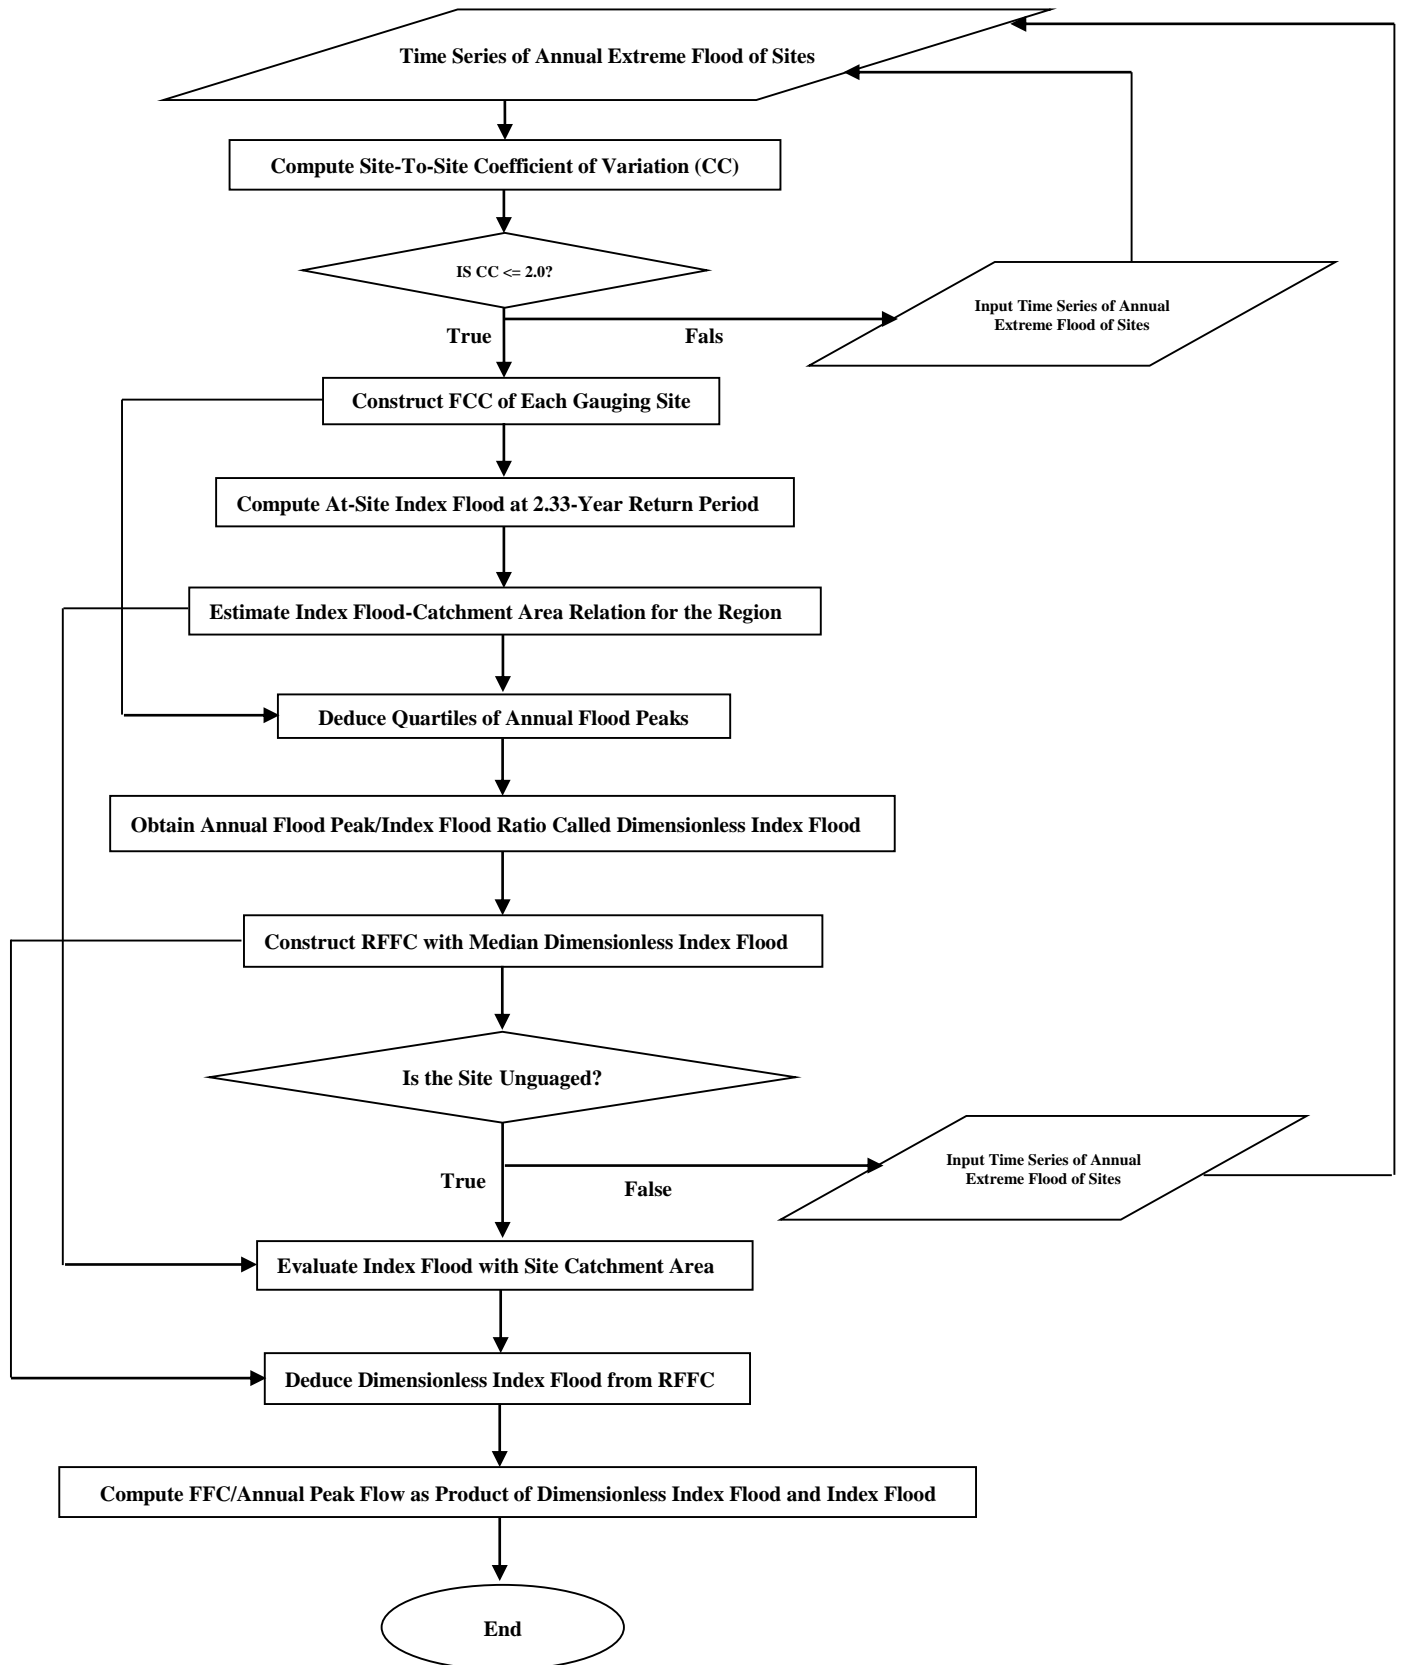 Time Series of Annual Extreme Flood of Sites
Compute Site-To-Site Coefficient of Variation (CC)
IS CC <= 2.0?
Input Time Series of Annual
Extreme Flood of Sites
True
Fals
Construct FCC of Each Gauging Site
Compute At-Site Index Flood at 2.33-Year Return Period
Estimate Index Flood-Catchment Area Relation for the Region
Deduce Quartiles of Annual Flood Peaks
Obtain Annual Flood Peak/Index Flood Ratio Called Dimensionless Index Flood
Construct RFFC with Median Dimensionless Index Flood
Is the Site Unguaged?
Input Time Series of Annual
Extreme Flood of Sites
True
False
Evaluate Index Flood with Site Catchment Area
Deduce Dimensionless Index Flood from RFFC
Compute FFC/Annual Peak Flow as Product of Dimensionless Index Flood and Index Flood
End